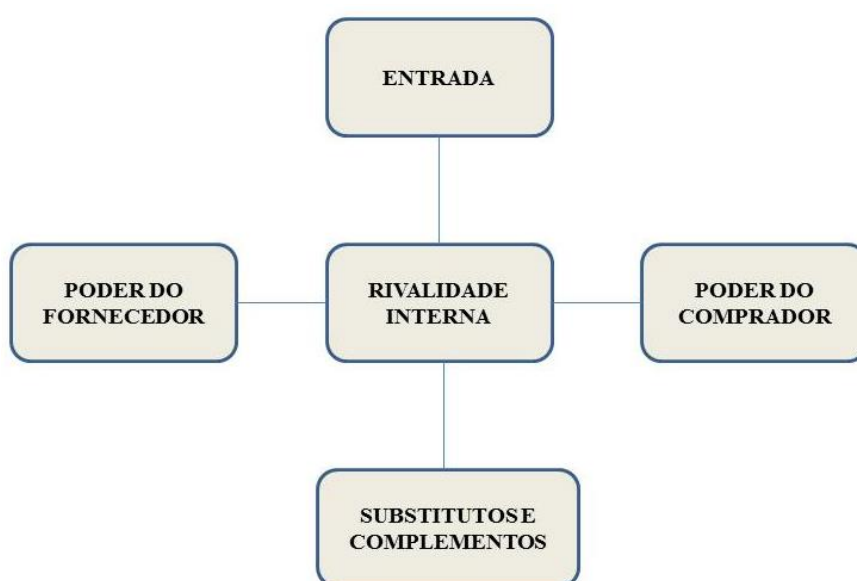 ENTRADA
PODER DO
FORNECEDOR
RIVALIDADE
INTERNA
PODER DO
COMPRADOR
SUBSTITUTOS E
COMPLEMENTOS